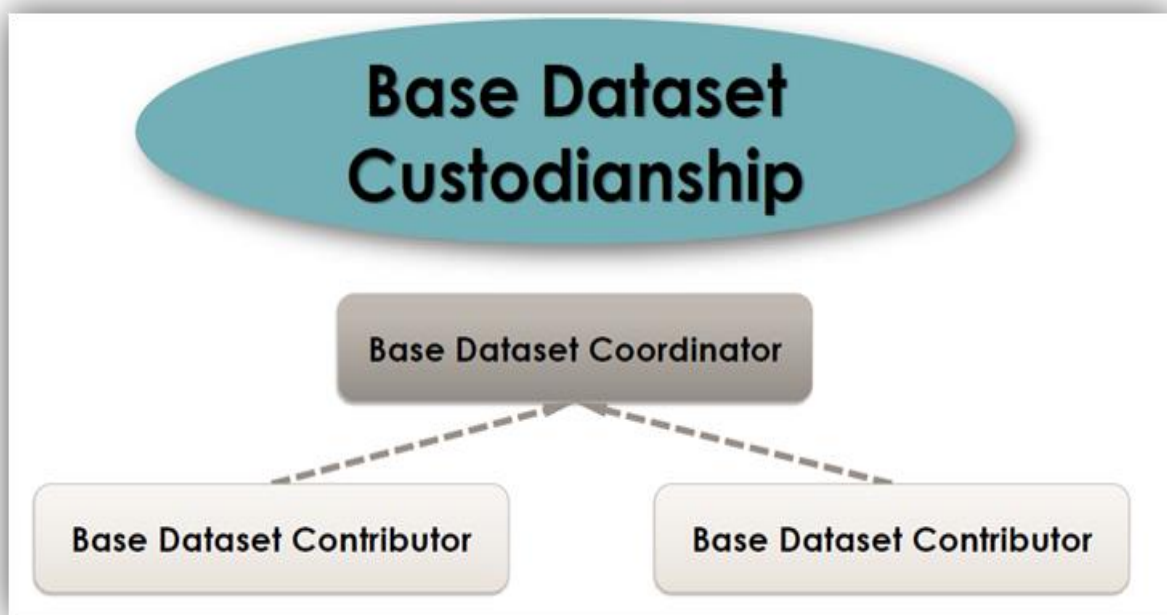 Base Dataset
Custodianship
Base Dataset Coordinator
Base Dataset Contributor
Base Dataset Contributor